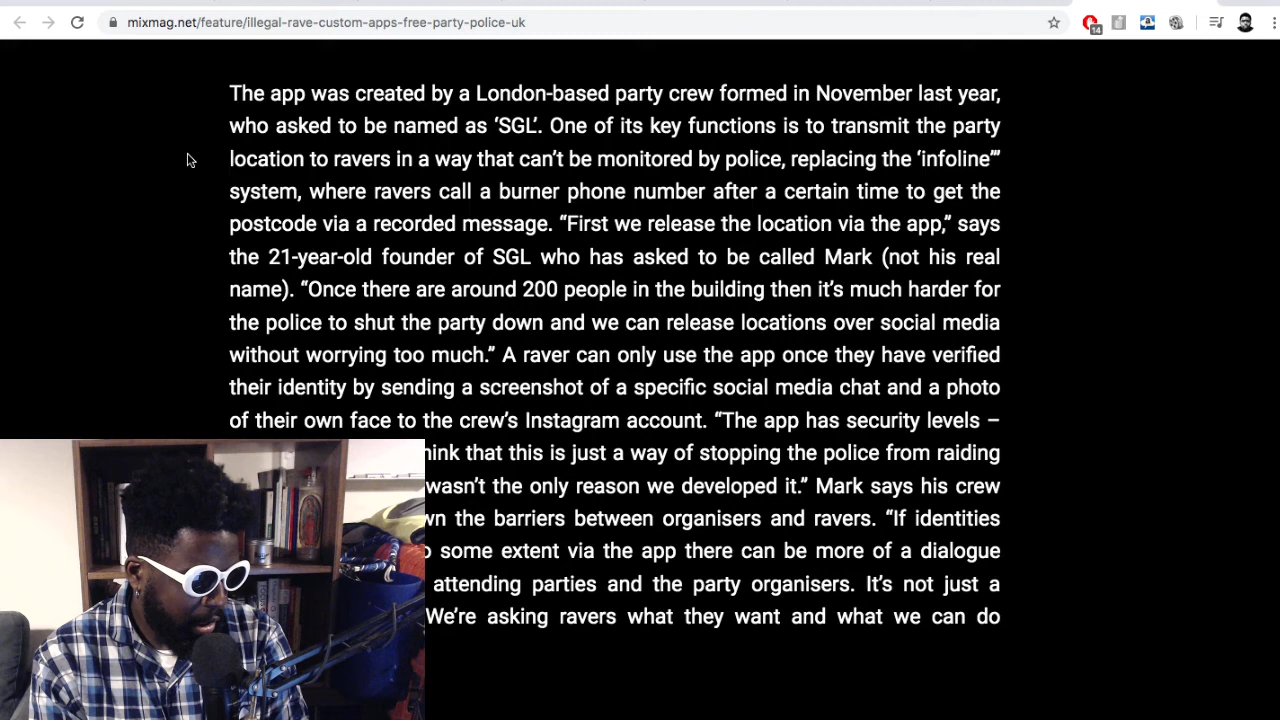 mixmag.net/feature/illegal-rave-custom-apps-free-party-police-uk
14
The app was created by a London-based party crew formed in November last year,
who asked to be named as ‘SGL’. One of its key functions is to transmit the party
location to ravers in a way that can’t be monitored by police, replacing the ‘infoline’”
system, where ravers call a burner phone number after a certain time to get the
postcode via a recorded message. “First we release the location via the app,” says
the 21-year-old founder of SGL who has asked to be called Mark (not his real
name). “Once there are around 200 people in the building then it’s much harder for
the police to shut the party down and we can release locations over social media
without worrying too much.” A raver can only use the app once they have verified
their identity by sending a screenshot of a specific social media chat and a photo
of their own face to the crew’s Instagram account. “The app has security levels –
that this is just a way of stopping the police from raiding
wasn’t the only reason we developed it.” Mark says his crew
the barriers between organisers and ravers. “If identities
some extent via the app there can be more of a dialogue
attending parties and the party organisers. It’s not just a
We’re asking ravers what they want and what we can do